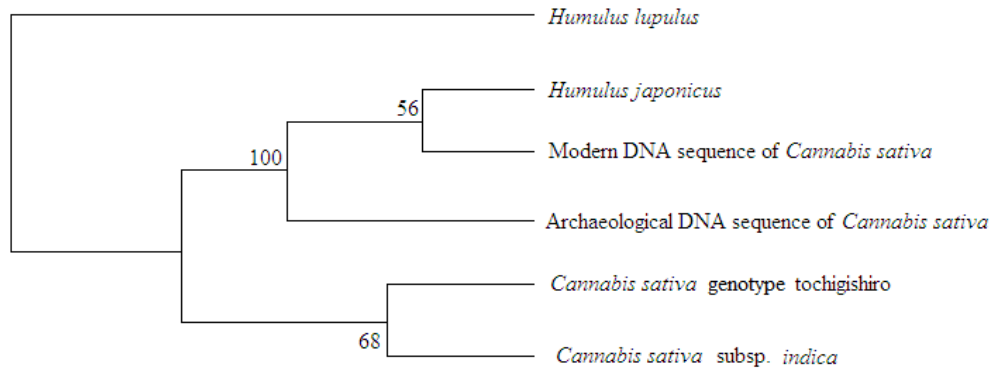 Humulus lupulus
Humulus japonicus
56
Modern DNA sequence of Cannabis sativa
100
Archaeological DNA sequence of Cannabis sativa
Cannabis sativa genotype tochigishiro
68
Cannabis sativa subsp. indica